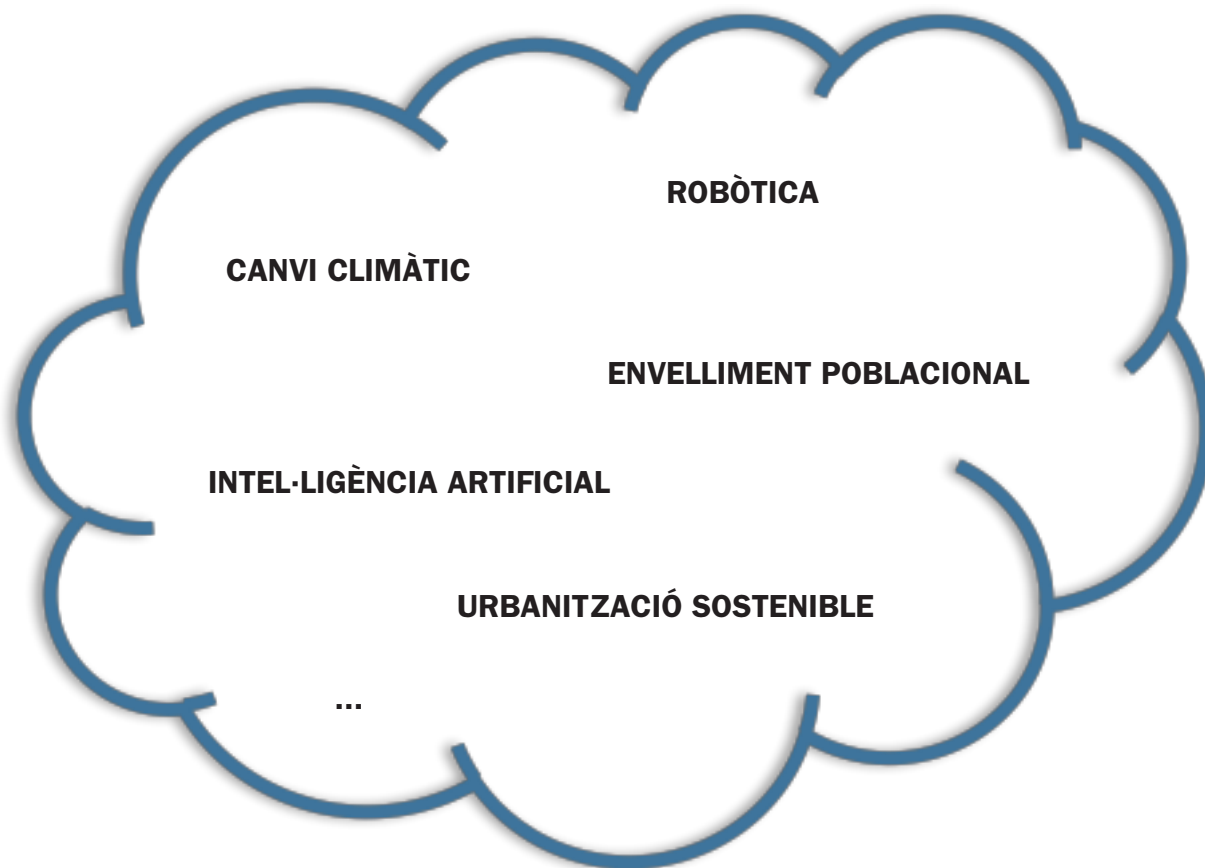 ROBÒTICA
CANVI CLIMÀTIC
ENVELLIMENT POBLACIONAL
INTEL·LIGÈNCIA ARTIFICIAL
URBANITZACIÓ SOSTENIBLE
...